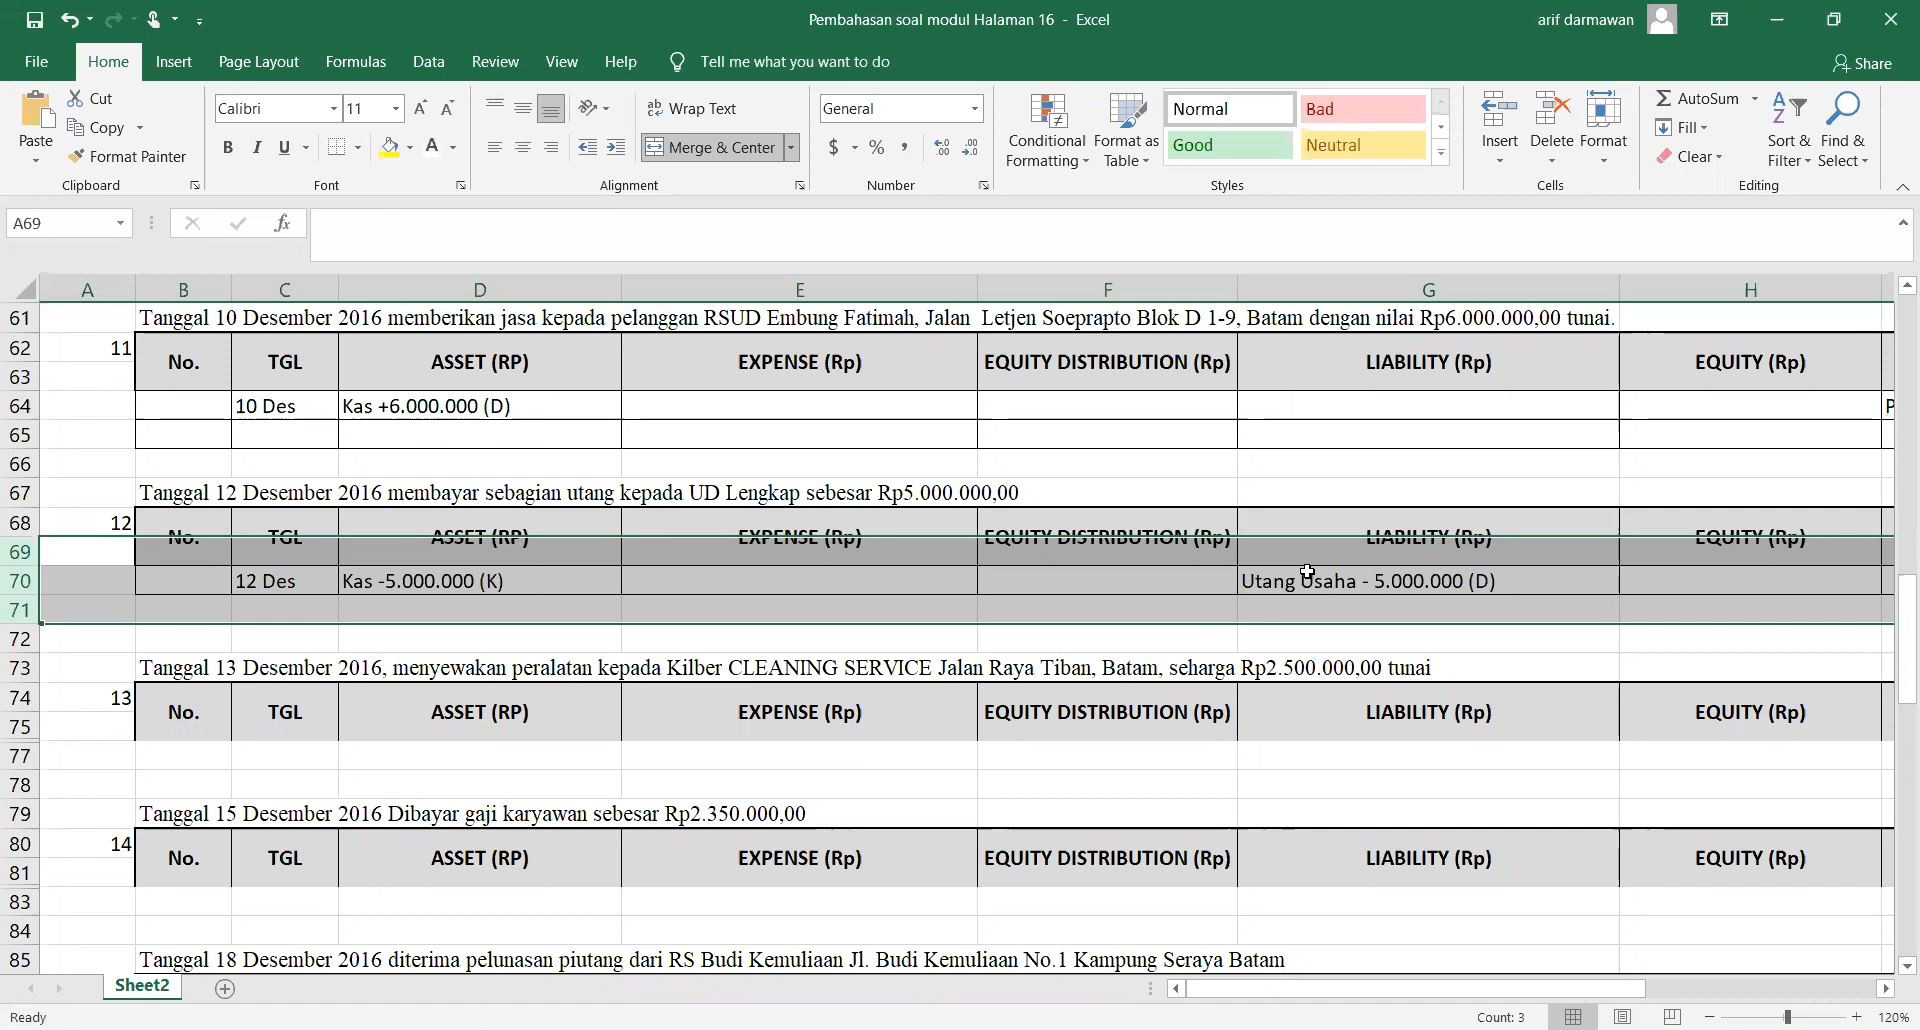 Pembahasan soal modul Halaman 16 - Excel
arif darmawan
File Home Insert Page Layout Formulas Data Review View Help Tell me what you want to do Share
Paste
Cut
Copy
Format Painter
Clipboard
Calibri 11 A A
B I U A
Font
ab Wrap Text
Merge & Center
Alignment
General
$ % ,
Number
Conditional Formatting
Format as Table
Normal Bad
Good Neutral
Styles
Insert Delete Format
Cells
AutoSum
Fill
Clear
Sort & Filter
Find & Select
Editing
A69 fx
A B C D E F G H
61 Tanggal 10 Desember 2016 memberikan jasa kepada pelanggan RSUD Embung Fatimah, Jalan Letjen Soeprapto Blok D 1-9, Batam dengan nilai Rp6.000.000,00 tunai.
62 11 No. TGL ASSET (RP) EXPENSE (Rp) EQUITY DISTRIBUTION (Rp) LIABILITY (Rp) EQUITY (Rp)
63
64 10 Des Kas +6.000.000 (D) P
65
66
67 Tanggal 12 Desember 2016 membayar sebagian utang kepada UD Lengkap sebesar Rp5.000.000,00
68 12 No. TGL ASSET (RP) EXPENSE (Rp) EQUITY DISTRIBUTION (Rp) LIABILITY (Rp) EQUITY (Rp)
69
70 12 Des Kas -5.000.000 (K) Utang Usaha - 5.000.000 (D)
71
72
73 Tanggal 13 Desember 2016, menyewakan peralatan kepada Kilber CLEANING SERVICE Jalan Raya Tiban, Batam, seharga Rp2.500.000,00 tunai
74 13 No. TGL ASSET (RP) EXPENSE (Rp) EQUITY DISTRIBUTION (Rp) LIABILITY (Rp) EQUITY (Rp)
75
77
78
79 Tanggal 15 Desember 2016 Dibayar gaji karyawan sebesar Rp2.350.000,00
80 14 No. TGL ASSET (RP) EXPENSE (Rp) EQUITY DISTRIBUTION (Rp) LIABILITY (Rp) EQUITY (Rp)
81
83
84
85 Tanggal 18 Desember 2016 diterima pelunasan piutang dari RS Budi Kemuliaan Jl. Budi Kemuliaan No.1 Kampung Seraya Batam
Sheet2
Ready Count: 3 120%